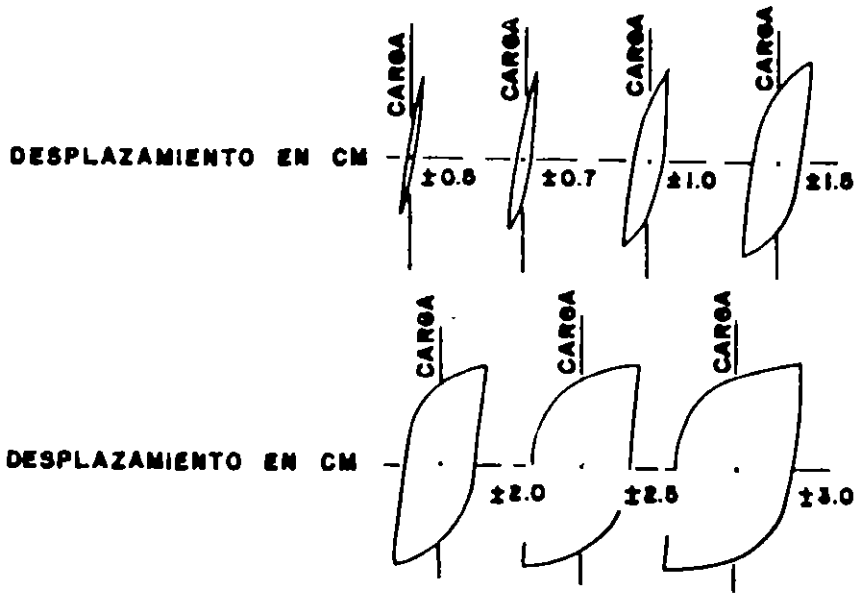 CARGA CARGA CARGA CARGA
DESPLAZAMIENTO EN CM ±0.5 ±0.7 ±1.0 ±1.5
CARGA CARGA CARGA
DESPLAZAMIENTO EN CM ±2.0 ±2.5 ±3.0